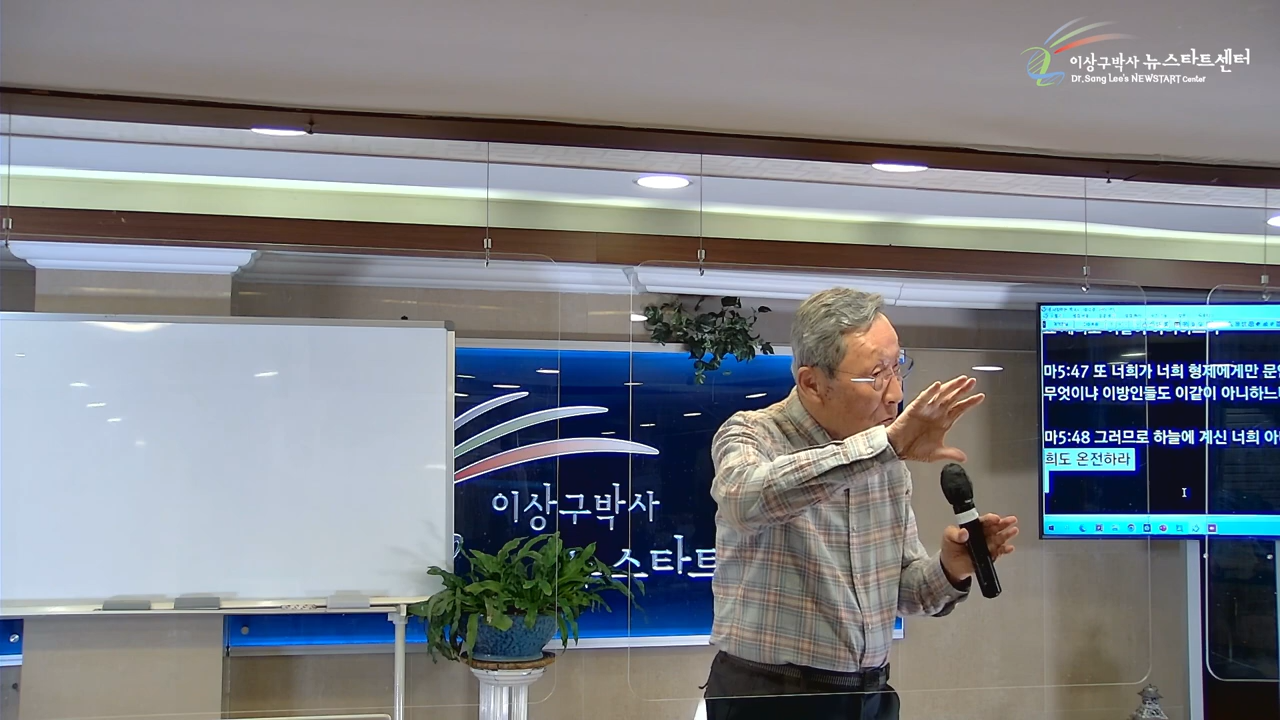 이상구박사 뉴스타트센터
Dr. Sang Lee's NEWSTART Center
이상구박사
스타트
마5:47 또 너희가 너희 형제에게만 문
무엇이냐 이방인들도 이같이 아니하느
마5:48 그러므로 하늘에 계신 너희 아
희도 온전하라